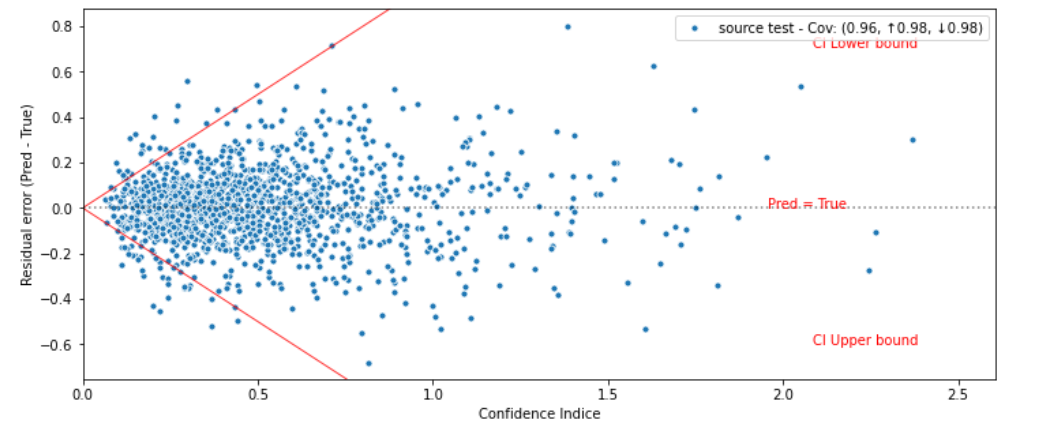 source test - Cov: (0.96, ↑0.98, ↓0.98)
CI Lower bound
Pred = True
CI Upper bound
Residual error (Pred - True)
0.8
0.6
0.4
0.2
0.0
−0.2
−0.4
−0.6
0.0 0.5 1.0 1.5 2.0 2.5
Confidence Indice